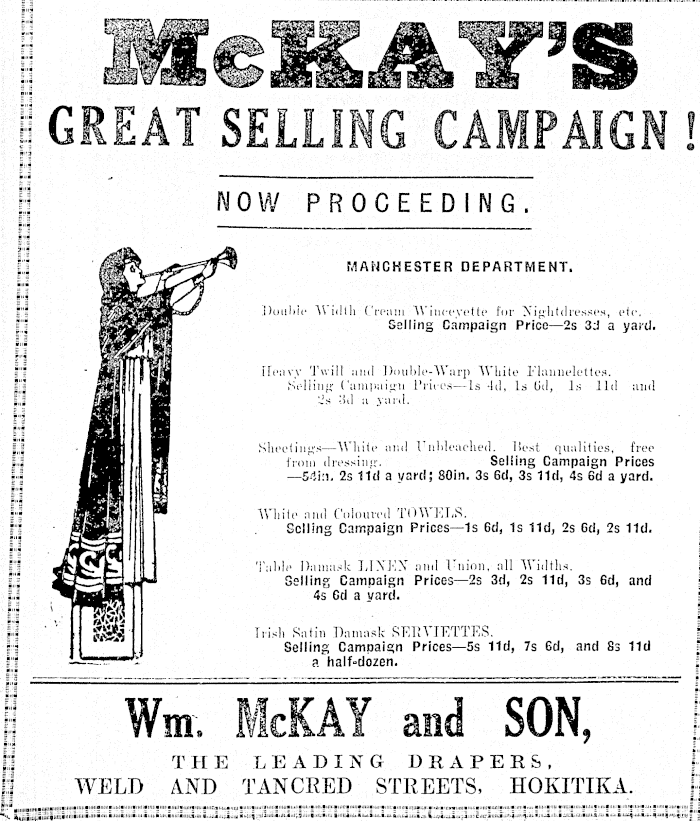 McKAY'S
GREAT SELLING CAMPAIGN!
NOW PROCEEDING.
MANCHESTER DEPARTMENT.
Double Width Cream Winceyette for Nightdresses, etc.
Selling Campaign Price—2s 3d a yard.
Heavy Twill and Double-Warp White Flannelettes.
Selling Campaign Prices—1s 4d, 1s 6d, 1s 11d and
2s 3d a yard.
Sheetings—White and Unbleached. Best qualities, free
from dressing. Selling Campaign Prices
—54in. 2s 11d a yard; 80in. 3s 6d, 3s 11d, 4s 6d a yard.
White and Coloured TOWELS.
Selling Campaign Prices—1s 6d, 1s 11d, 2s 6d, 2s 11d.
Table Damask LINEN and Union, all Widths.
Selling Campaign Prices—2s 3d, 2s 11d, 3s 6d, and
4s 6d a yard.
Irish Satin Damask SERVIETTES.
Selling Campaign Prices—5s 11d, 7s 6d, and 8s 11d
a half-dozen.
Wm. McKAY and SON,
THE LEADING DRAPERS,
WELD AND TANCRED STREETS, HOKITIKA.